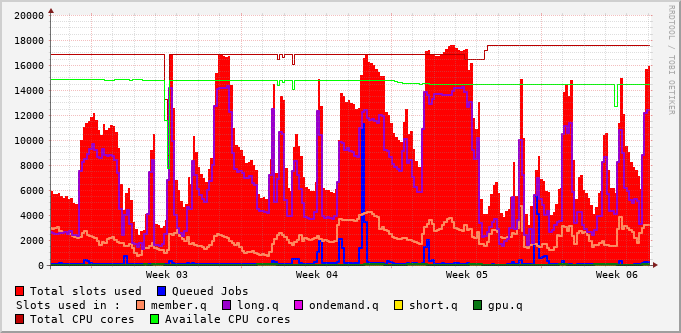 20000
18000
16000
14000
12000
10000
8000
6000
4000
2000
0
Week 03 Week 04 Week 05 Week 06
RRDTOOL / TOBI OETIKER
Total slots used Queued Jobs
Slots used in : member.q long.q ondemand.q short.q gpu.q
Total CPU cores Availale CPU cores